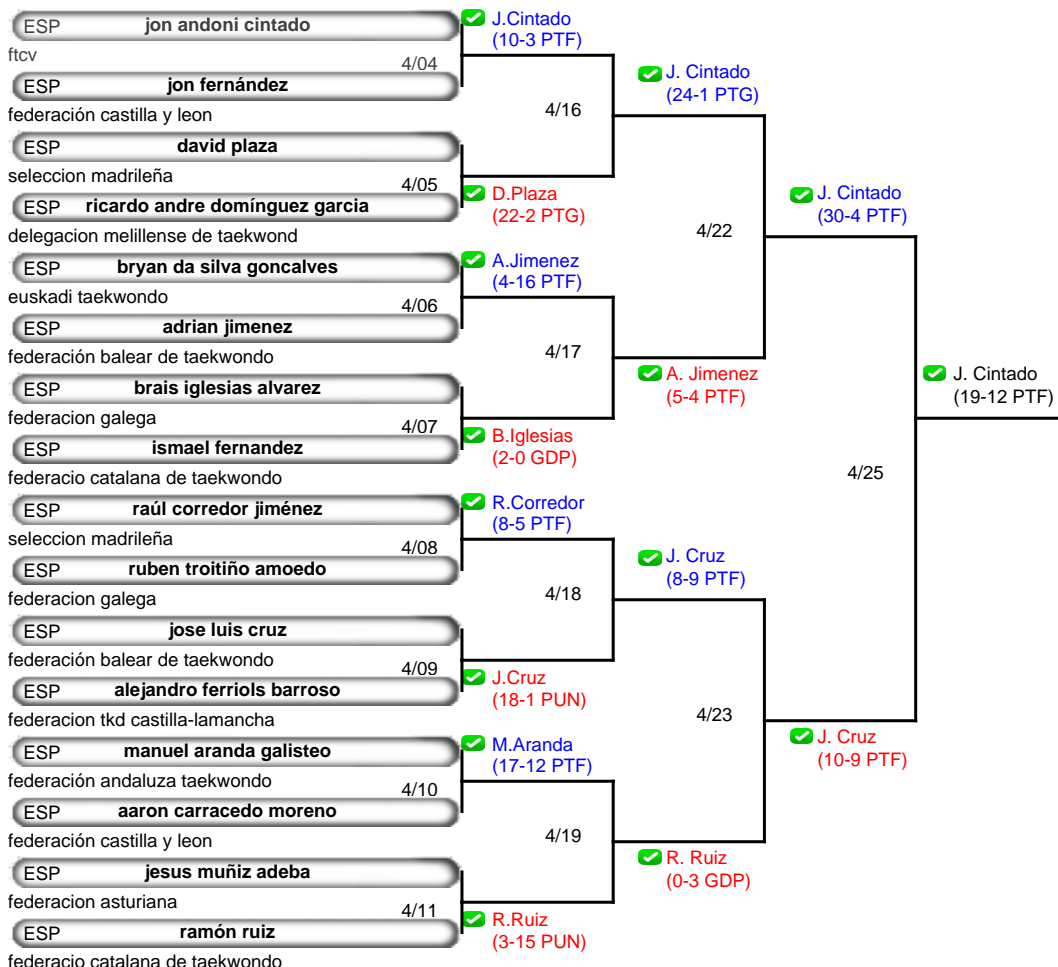 ESP jon andoni cintado
ftcv
4/04
ESP jon fernández
federación castilla y leon
ESP david plaza
seleccion madrileña
4/05
ESP ricardo andre domínguez garcia
delegacion melillense de taekwond
ESP bryan da silva goncalves
euskadi taekwondo
4/06
ESP adrian jimenez
federación balear de taekwondo
ESP brais iglesias alvarez
federacion galega
4/07
ESP ismael fernandez
federacio catalana de taekwondo
ESP raúl corredor jiménez
seleccion madrileña
4/08
ESP ruben troitiño amoedo
federacion galega
ESP jose luis cruz
federación balear de taekwondo
4/09
ESP alejandro ferriols barroso
federacion tkd castilla-lamancha
ESP manuel aranda galisteo
federación andaluza taekwondo
4/10
ESP aaron carracedo moreno
federación castilla y leon
ESP jesus muñiz adeba
federacion asturiana
4/11
ESP ramón ruiz
federacio catalana de taekwondo
J.Cintado
(10-3 PTF)
4/16
D.Plaza
(22-2 PTG)
A.Jimenez
(4-16 PTF)
4/17
B.Iglesias
(2-0 GDP)
R.Corredor
(8-5 PTF)
4/18
J.Cruz
(18-1 PUN)
M.Aranda
(17-12 PTF)
4/19
R.Ruiz
(3-15 PUN)
J. Cintado
(24-1 PTG)
4/22
A. Jimenez
(5-4 PTF)
J. Cruz
(8-9 PTF)
4/23
R. Ruiz
(0-3 GDP)
J. Cintado
(30-4 PTF)
4/25
J. Cruz
(10-9 PTF)
J. Cintado
(19-12 PTF)